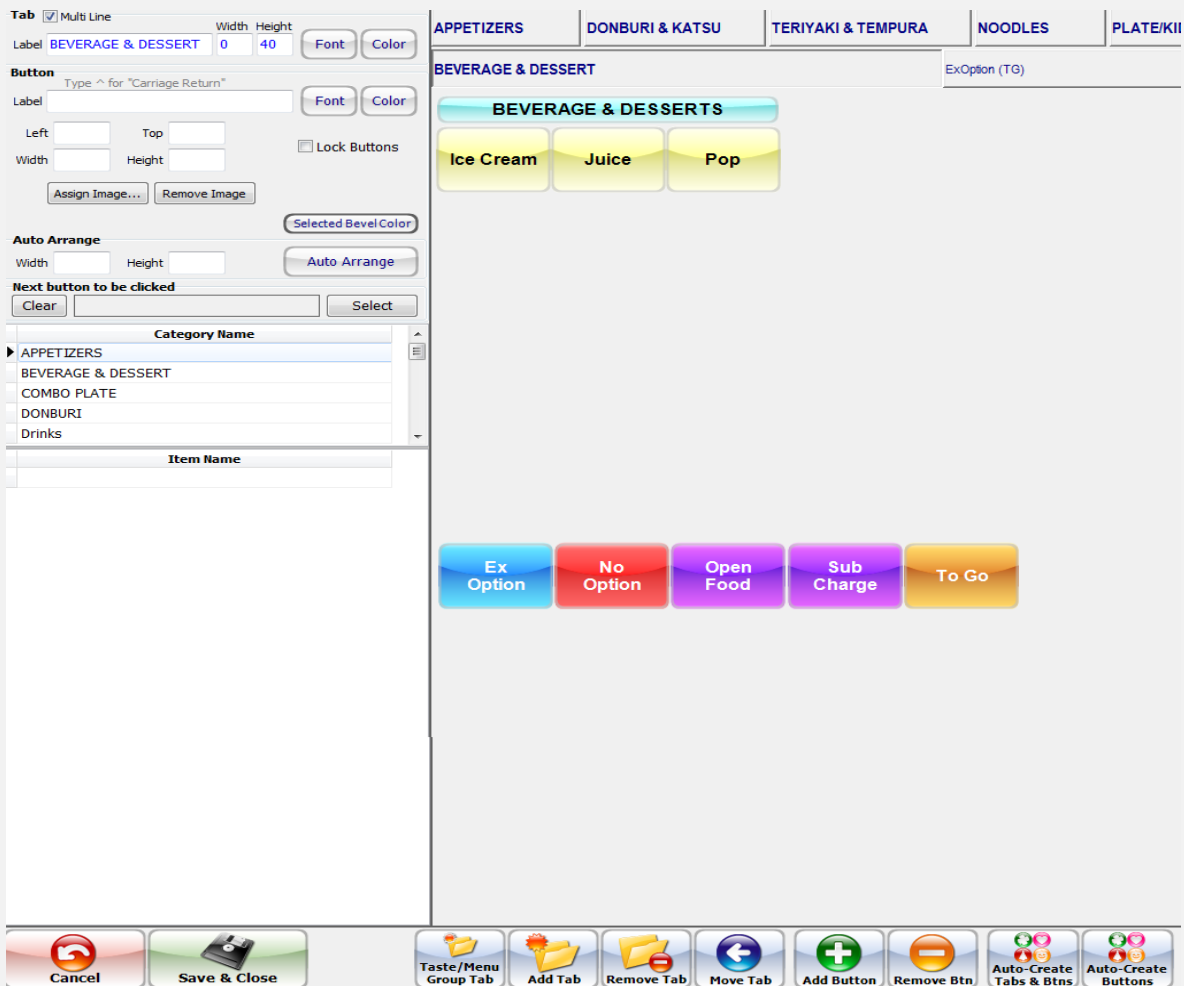 Tab Multi Line
Width Height
Label BEVERAGE & DESSERT 0 40 Font Color
Button
Type ^ for "Carriage Return"
Label Font Color
Left Top
Lock Buttons
Width Height
Assign Image... Remove Image
Selected Bevel Color
Auto Arrange
Width Height Auto Arrange
Next button to be clicked
Clear Select
Category Name
APPETIZERS
BEVERAGE & DESSERT
COMBO PLATE
DONBURI
Drinks
Item Name
APPETIZERS DONBURI & KATSU TERIYAKI & TEMPURA NOODLES PLATE/KI
BEVERAGE & DESSERT ExOption (TG)
BEVERAGE & DESSERTS
Ice Cream Juice Pop
Ex Option
No Option
Open Food
Sub Charge
To Go
Cancel
Save & Close
Taste/Menu
Group Tab
Add Tab
Remove Tab
Move Tab
Add Button
Remove Btn
Auto-Create
Tabs & Btns
Auto-Create
Buttons